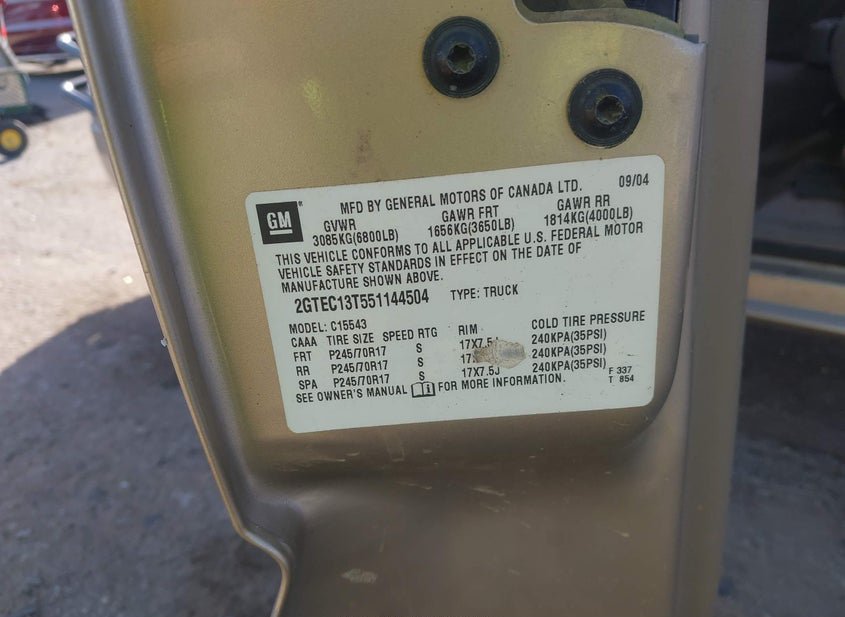 GM
MFD BY GENERAL MOTORS OF CANADA LTD. 09/04
GVWR GAWR FRT GAWR RR
3085KG(6800LB) 1656KG(3650LB) 1814KG(4000LB)
THIS VEHICLE CONFORMS TO ALL APPLICABLE U.S. FEDERAL MOTOR
VEHICLE SAFETY STANDARDS IN EFFECT ON THE DATE OF
MANUFACTURE SHOWN ABOVE.
2GTEC13T551144504 TYPE: TRUCK
MODEL: C15543
CAAA TIRE SIZE SPEED RTG RIM COLD TIRE PRESSURE
FRT P245/70R17 S 17X7.5J 240KPA(35PSI)
RR P245/70R17 S 240KPA(35PSI)
SPA P245/70R17 S 17X7.5J 240KPA(35PSI)
SEE OWNER'S MANUAL FOR MORE INFORMATION.
F 337
T 854